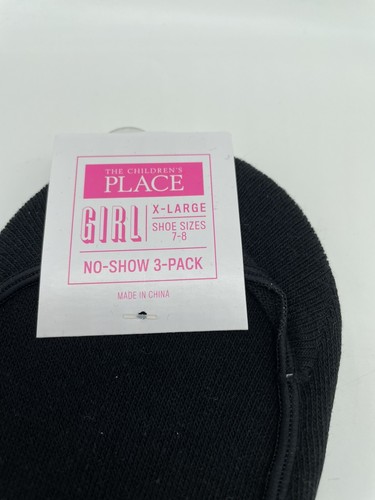 THE CHILDREN'S
PLACE
GIRL
X-LARGE
SHOE SIZES
7-8
NO-SHOW 3-PACK
MADE IN CHINA